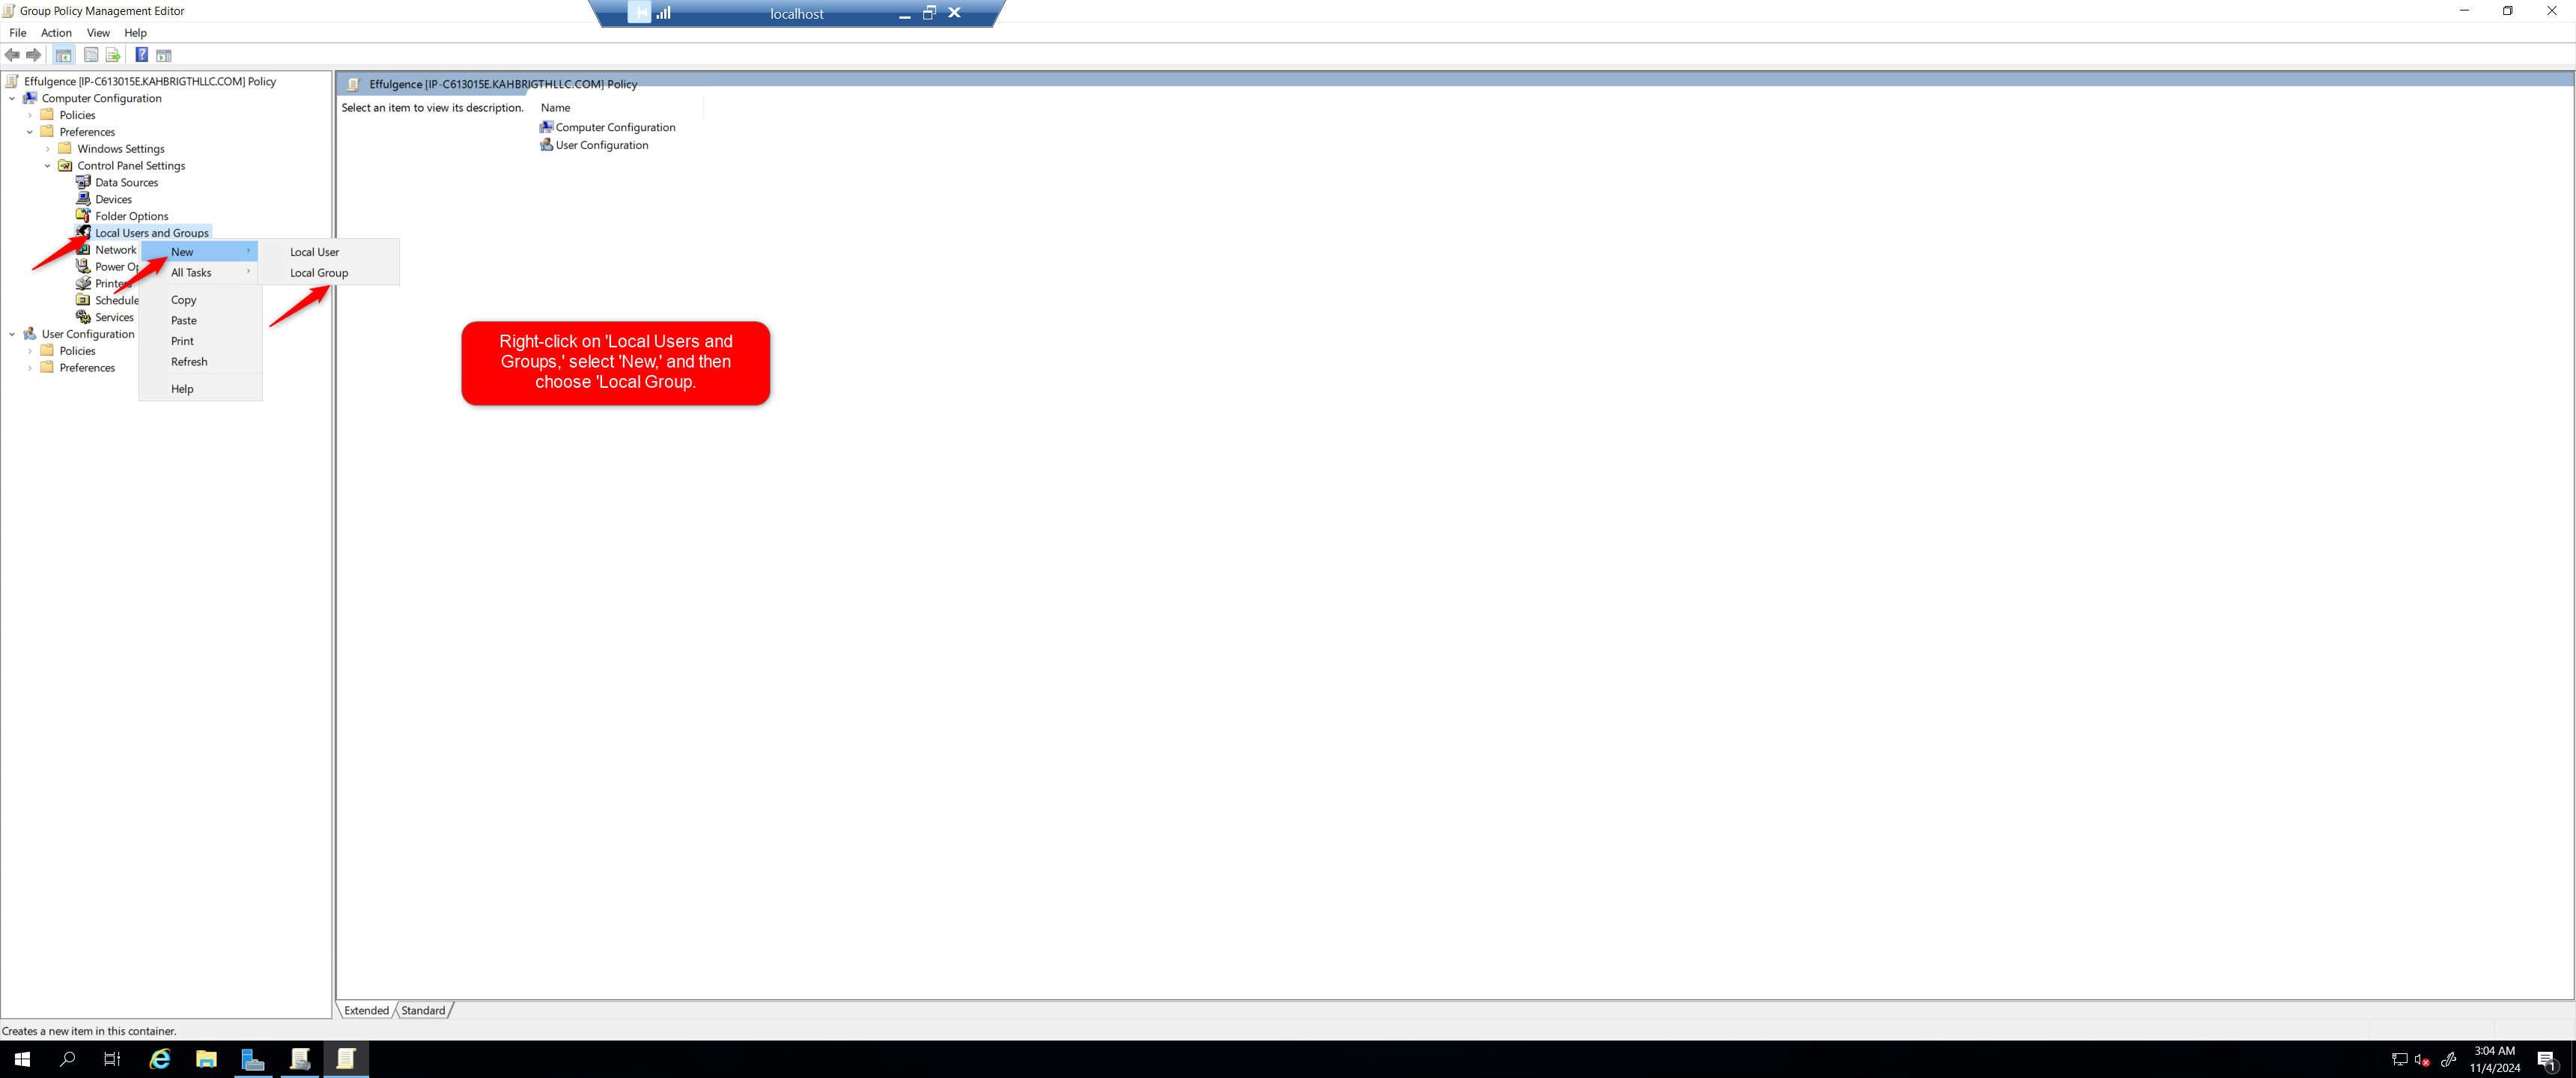 Group Policy Management Editor
localhost
File Action View Help
Effulgence [IP-C613015E.KAHBRIGTHLLC.COM] Policy
Computer Configuration
Policies
Preferences
Windows Settings
Control Panel Settings
Data Sources
Devices
Folder Options
Local Users and Groups
Network
Power Op
Printers
Schedule
Services
User Configuration
Policies
Preferences
New
All Tasks
Copy
Paste
Print
Refresh
Help
Local User
Local Group
Effulgence [IP-C613015E.KAHBRIGTHLLC.COM] Policy
Select an item to view its description.
Name
Computer Configuration
User Configuration
Right-click on 'Local Users and
Groups,' select 'New,' and then
choose 'Local Group.
Extended Standard
Creates a new item in this container.
3:04 AM
11/4/2024
1